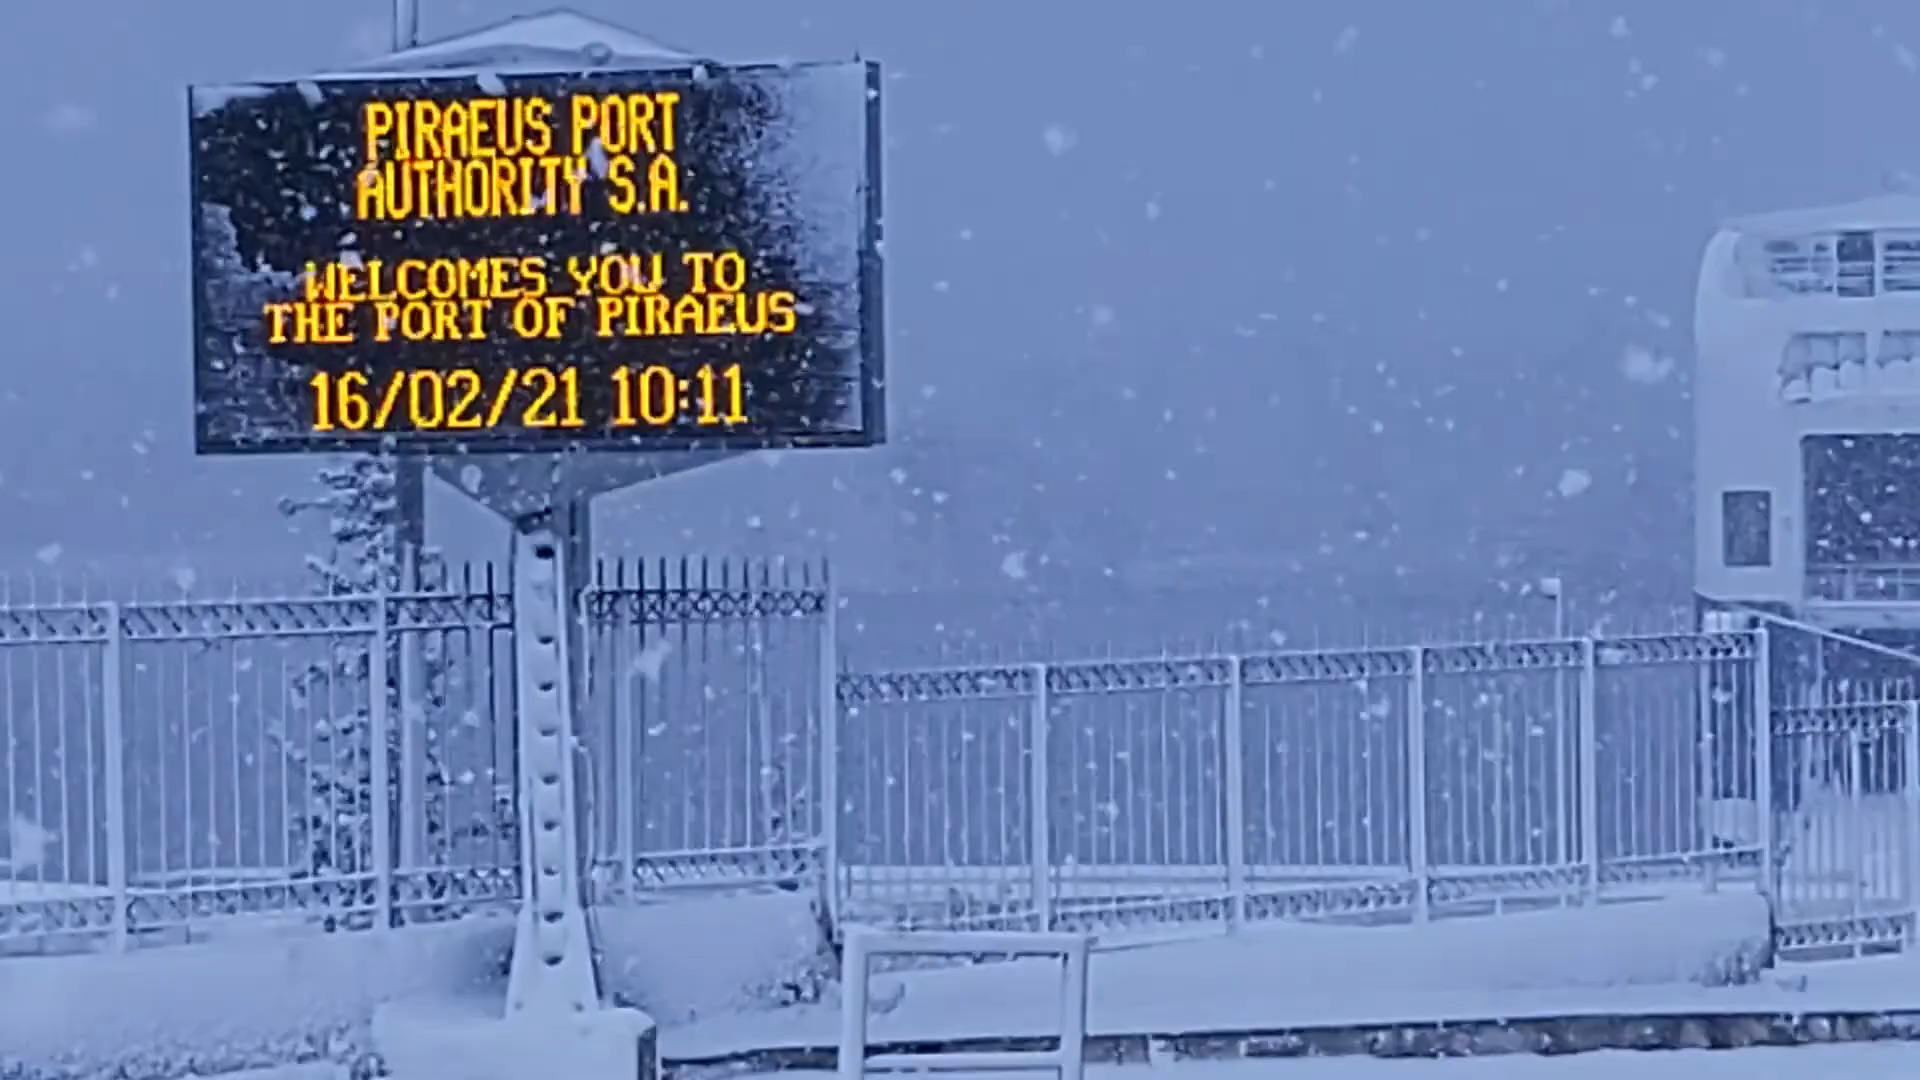 PIRAEUS PORT
AUTHORITY S.A.
WELCOMES YOU TO
THE PORT OF PIRAEUS
16/02/21 10:11